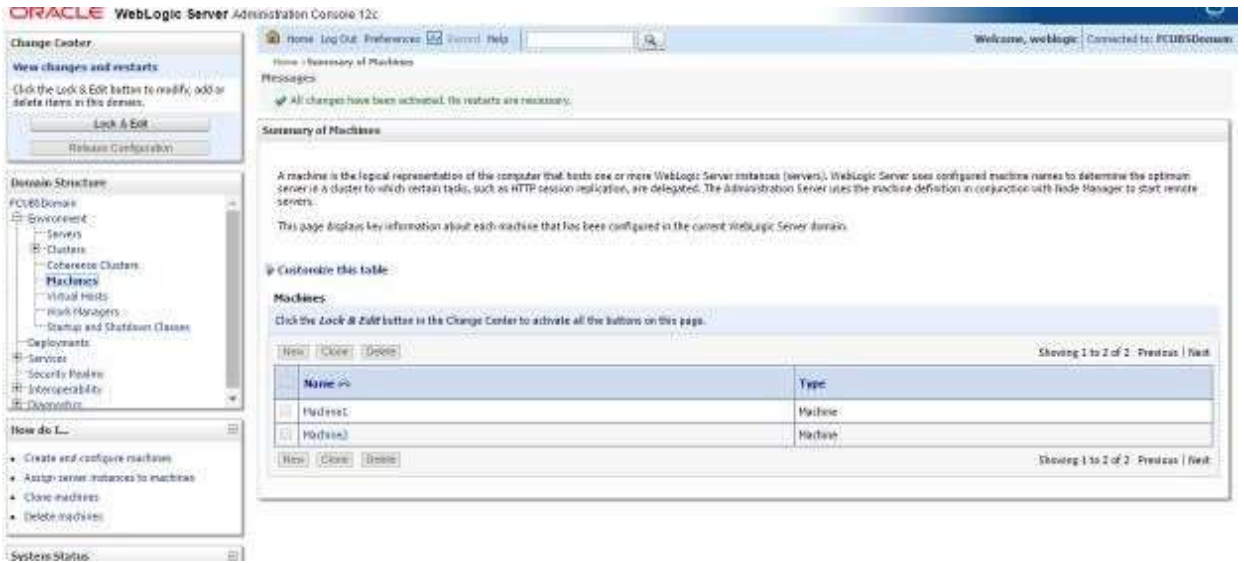 ORACLE WebLogic Server Administration Console 12c
Change Center
View changes and restarts
Click the Lock & Edit button to modify, add or
delete items in this domain.
Lock & Edit
Release Configuration
Domain Structure
FCUBSDomain
Environment
Servers
Clusters
Coherence Clusters
Machines
Virtual Hosts
Work Managers
Startup and Shutdown Classes
Deployments
Services
Security Realms
Interoperability
Diagnostics
How do I...
Create and configure machines
Assign server instances to machines
Clone machines
Delete machines
System Status
Home Log Out Preferences Record Help
Welcome, weblogic Connected to: FCUBSDomain
Home >Summary of Machines
Messages
All changes have been activated. No restarts are necessary.
Summary of Machines
A machine is the logical representation of the computer that hosts one or more WebLogic Server instances (servers). WebLogic Server uses configured machine names to determine the optimum
server in a cluster to which certain tasks, such as HTTP session replication, are delegated. The Administration Server uses the machine definition in conjunction with Node Manager to start remote
servers.
This page displays key information about each machine that has been configured in the current WebLogic Server domain.
Customize this table
Machines
Click the Lock & Edit button in the Change Center to activate all the buttons on this page.
New Clone Delete Showing 1 to 2 of 2 Previous | Next
Name Type
Machine1 Machine
Machine2 Machine
New Clone Delete Showing 1 to 2 of 2 Previous | Next